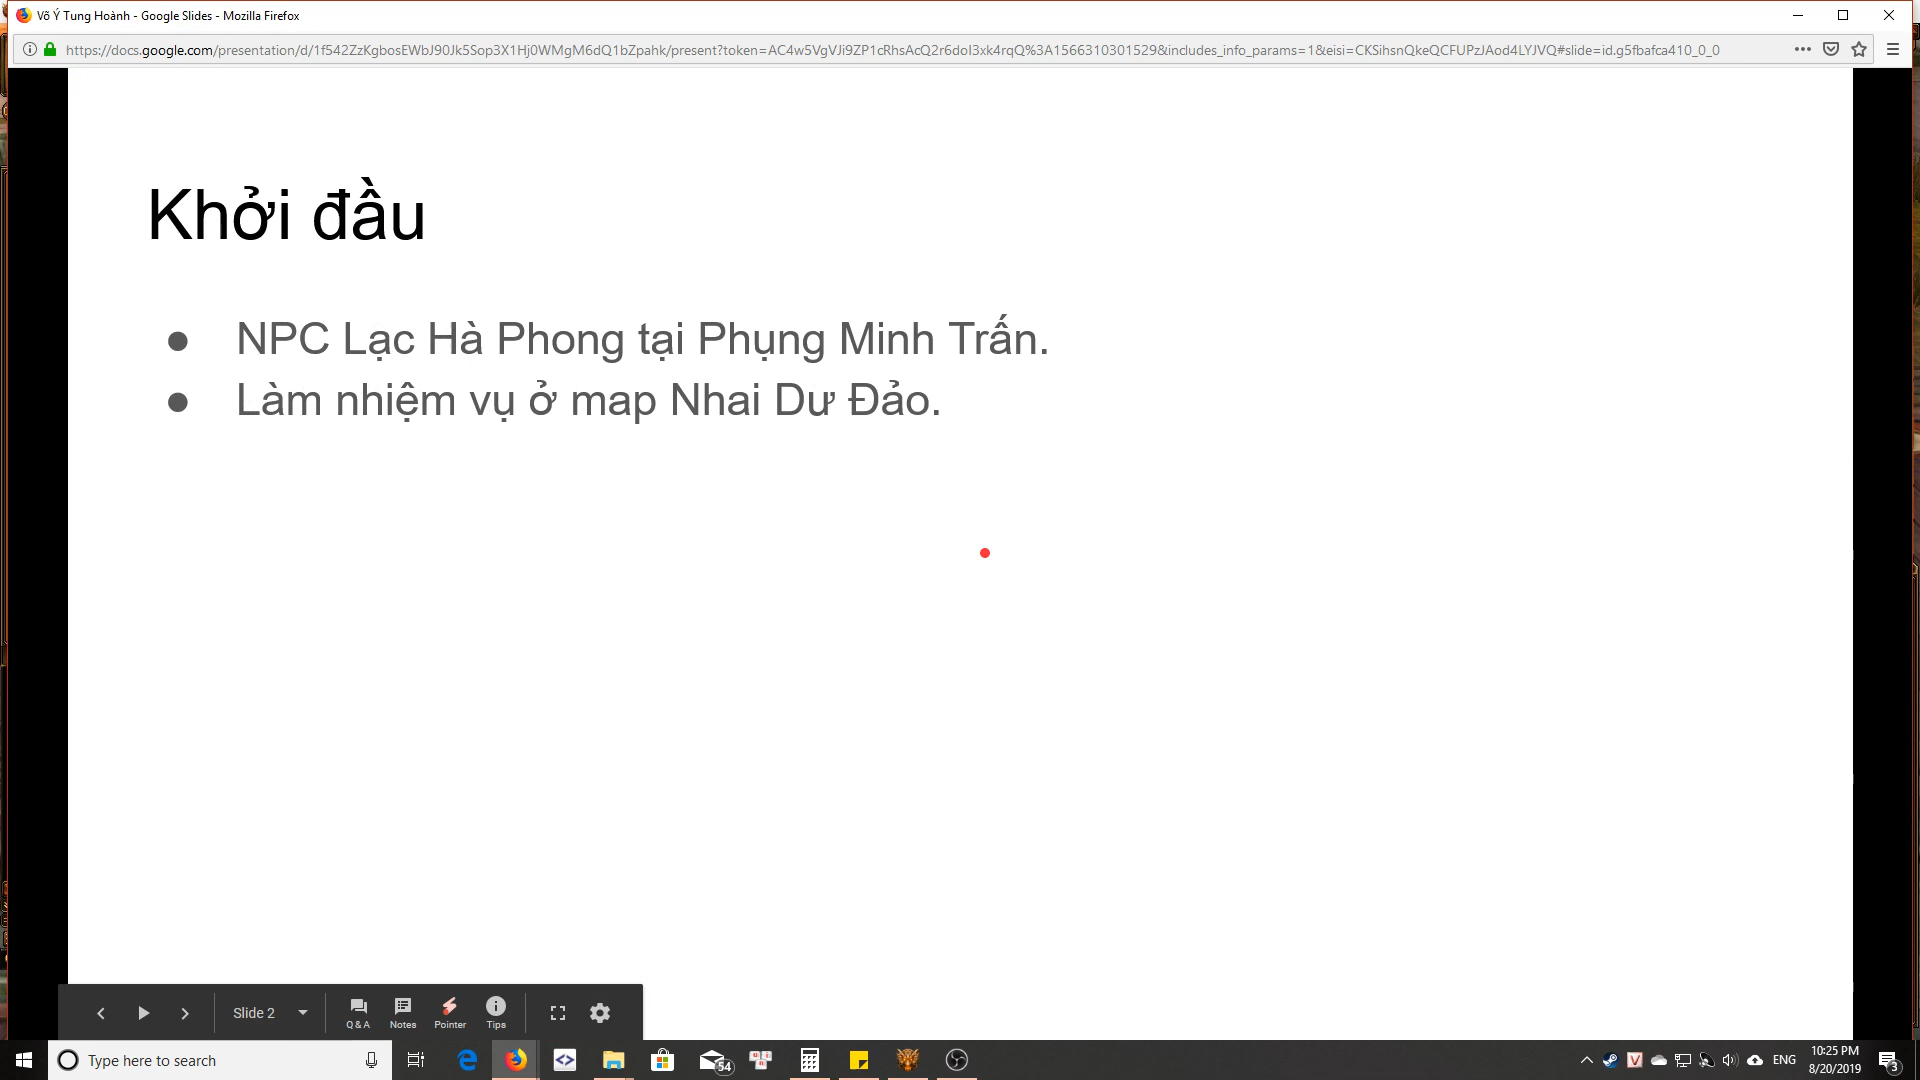 Võ Ý Tung Hoành - Google Slides - Mozilla Firefox
https://docs.google.com/presentation/d/1f542ZzKgbosEWbJ90Jk5Sop3X1Hj0WMgM6dQ1bZpahk/present?token=AC4w5VgVJi9ZP1cRhsAcQ2r6doI3xk4rqQ%3A1566310301529&includes_info_params=1&eisi=CKSihsnQkeQCFUPzJAod4LYJVQ#slide=id.g5fbafca410_0_0
Khởi đầu
● NPC Lạc Hà Phong tại Phụng Minh Trấn.
● Làm nhiệm vụ ở map Nhai Dư Đảo.
Slide 2
Q & A
Notes
Pointer
Tips
Type here to search
54
ENG
10:25 PM
8/20/2019
3